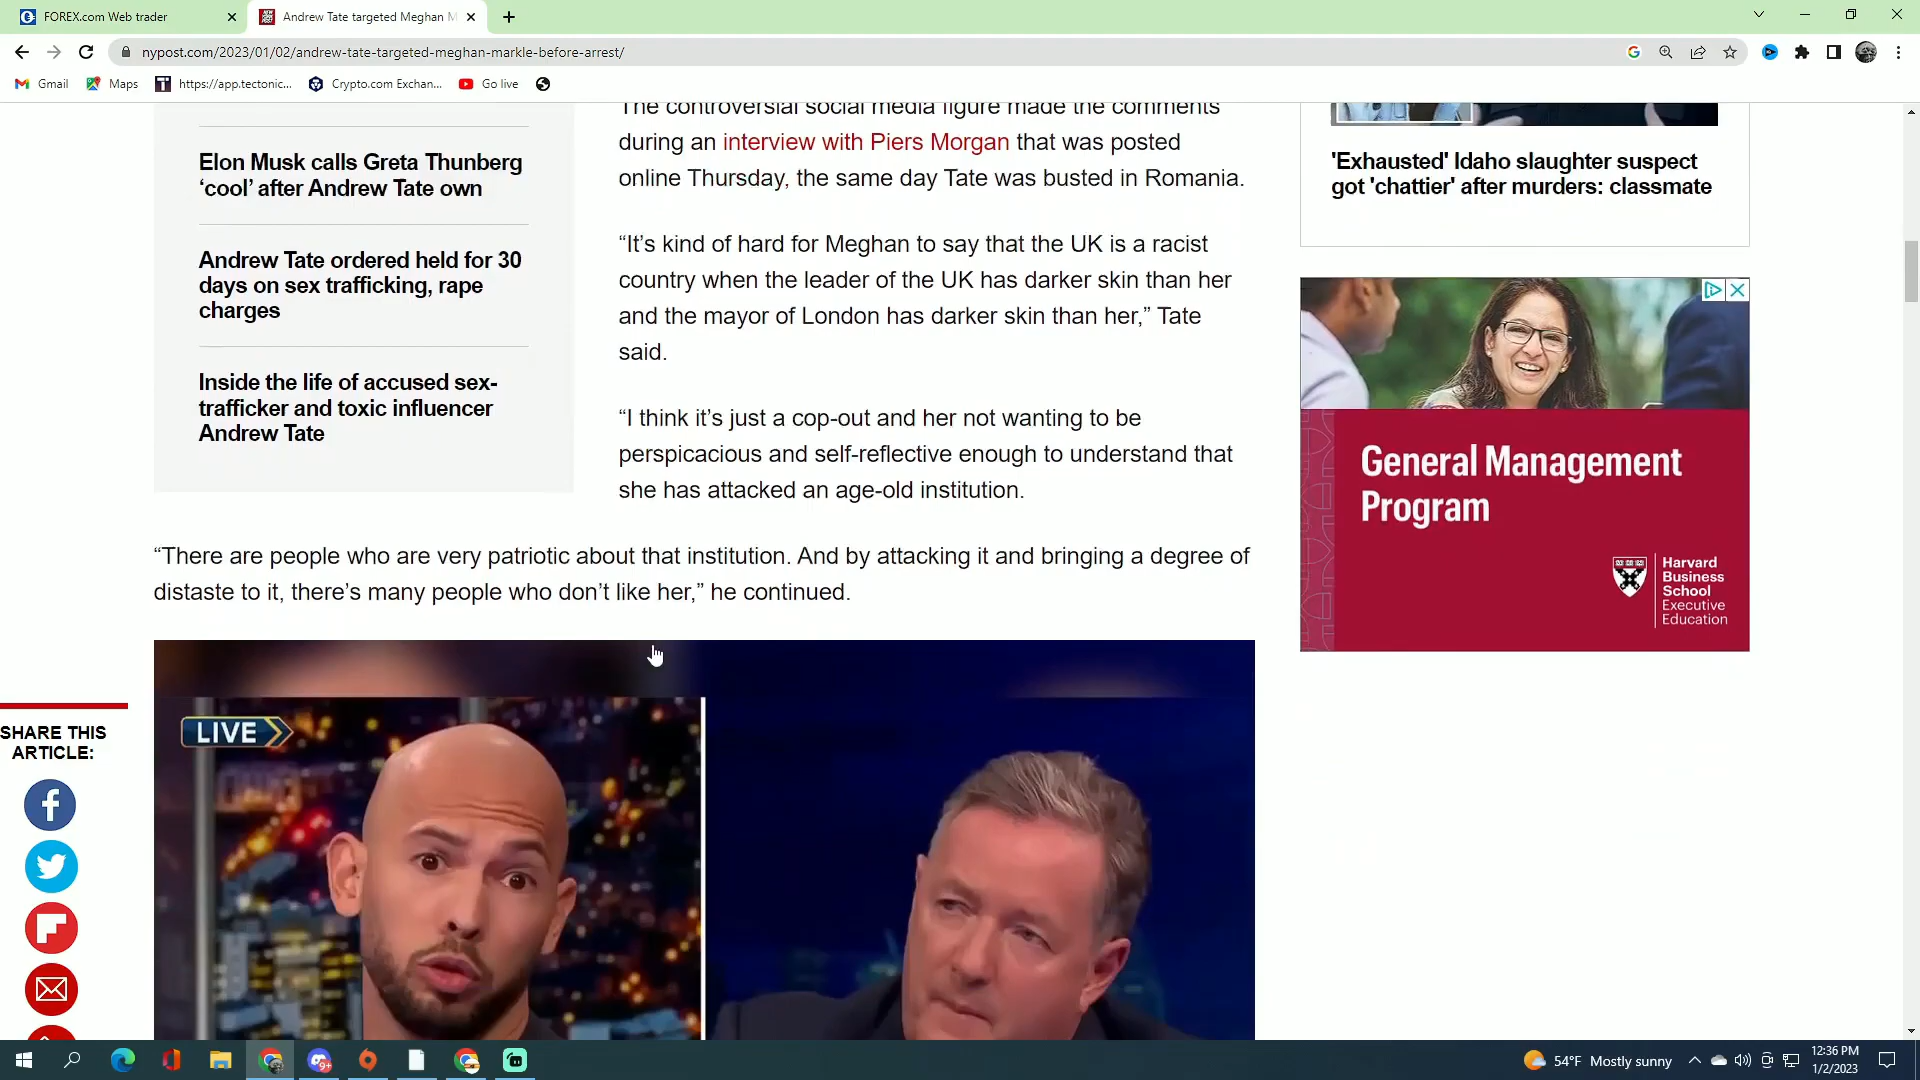 FOREX.com Web trader
Andrew Tate targeted Meghan M
nypost.com/2023/01/02/andrew-tate-targeted-meghan-markle-before-arrest/
Gmail
Maps
https://app.tectonic...
Crypto.com Exchan...
Go live
Elon Musk calls Greta Thunberg
‘cool’ after Andrew Tate own
Andrew Tate ordered held for 30
days on sex trafficking, rape
charges
Inside the life of accused sex-
trafficker and toxic influencer
Andrew Tate
The controversial social media figure made the comments
during an interview with Piers Morgan that was posted
online Thursday, the same day Tate was busted in Romania.
“It’s kind of hard for Meghan to say that the UK is a racist
country when the leader of the UK has darker skin than her
and the mayor of London has darker skin than her,” Tate
said.
“I think it’s just a cop-out and her not wanting to be
perspicacious and self-reflective enough to understand that
she has attacked an age-old institution.
“There are people who are very patriotic about that institution. And by attacking it and bringing a degree of
distaste to it, there’s many people who don’t like her,” he continued.
LIVE
'Exhausted' Idaho slaughter suspect
got 'chattier' after murders: classmate
General Management
Program
Harvard
Business
School
Executive
Education
SHARE THIS
ARTICLE:
9+
54°F Mostly sunny
12:36 PM
1/2/2023